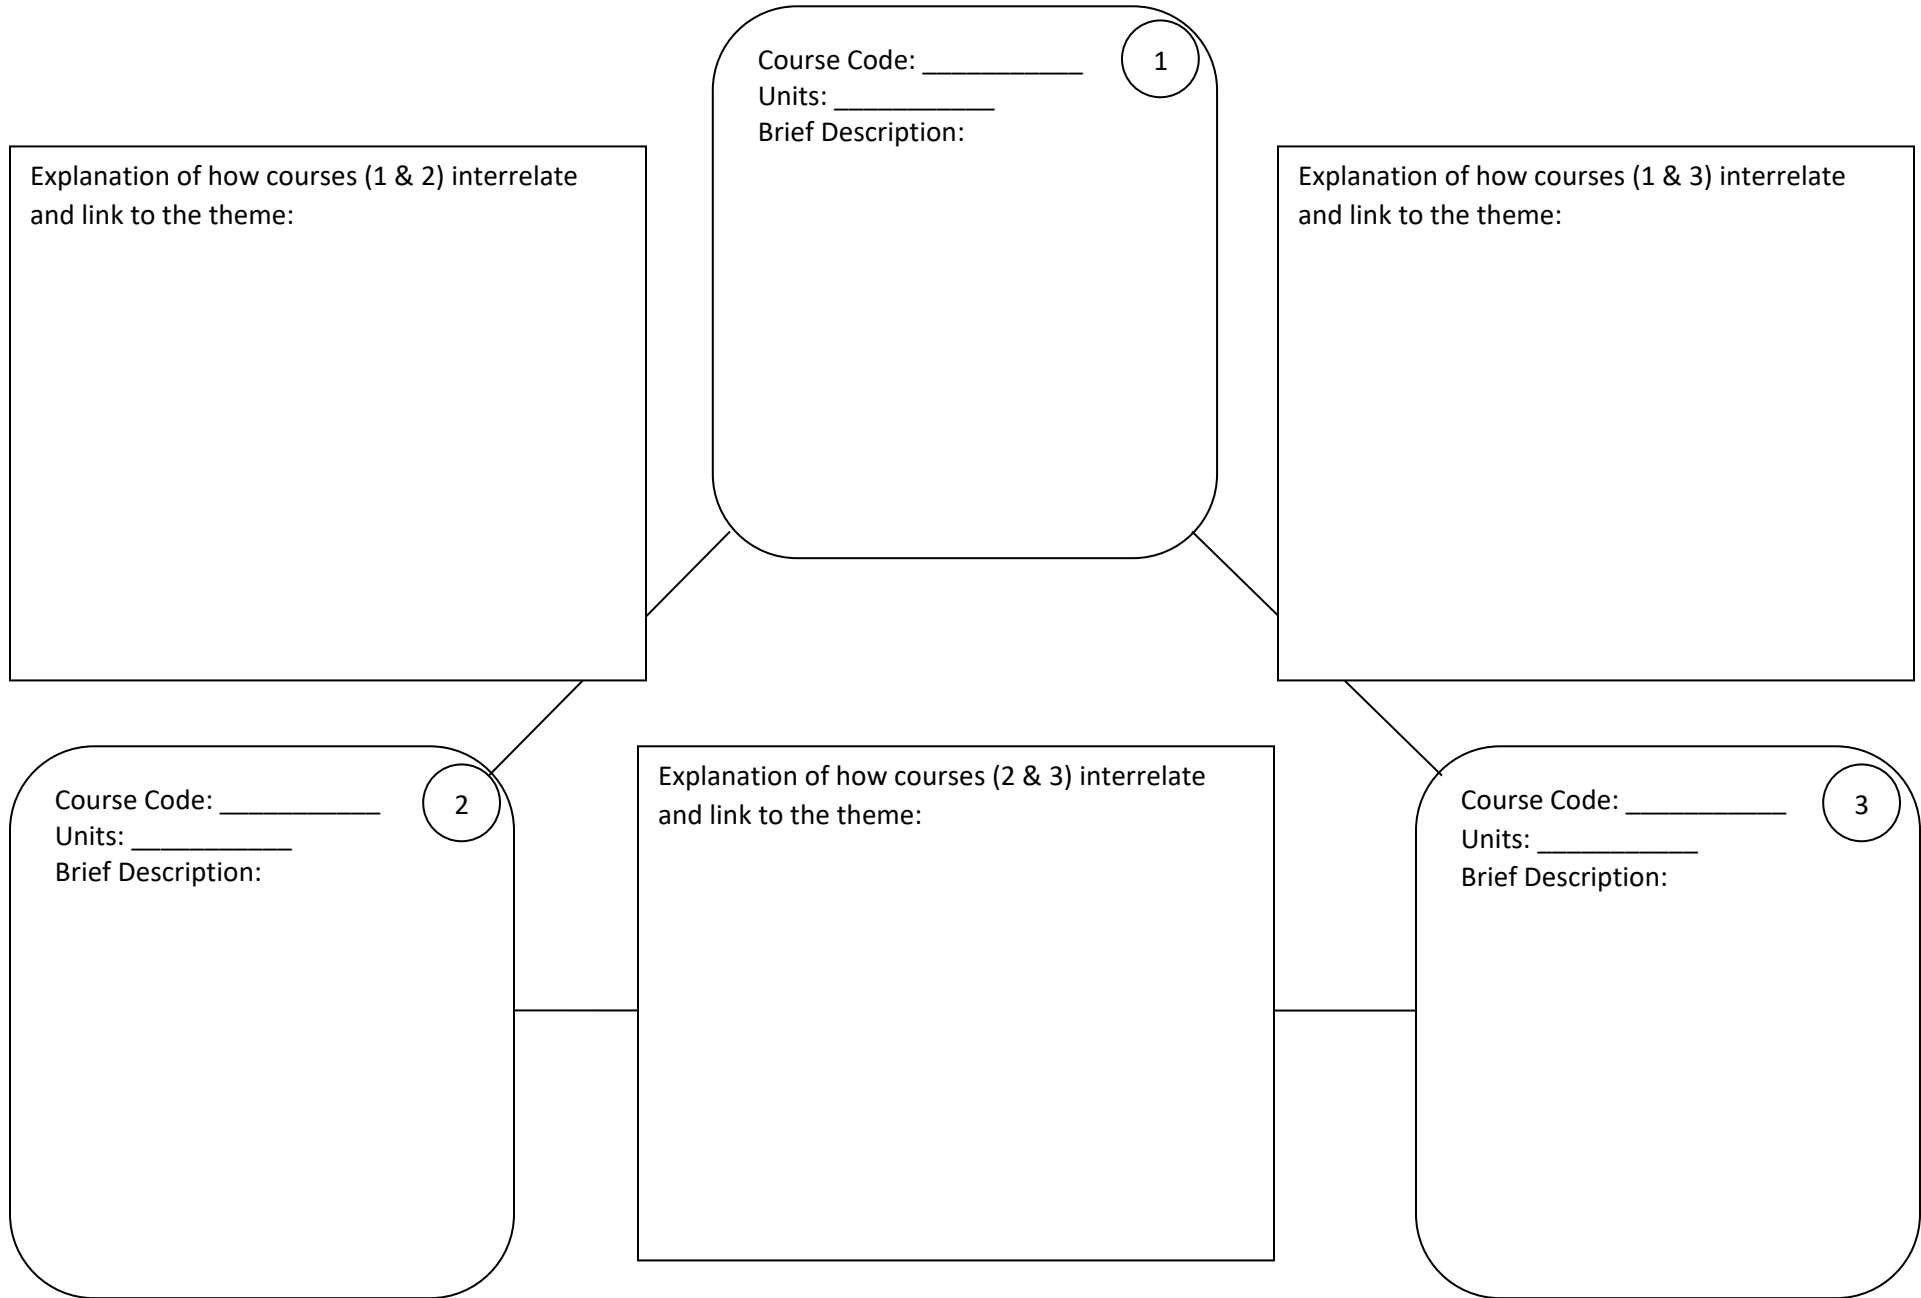 Course Code: ___________
1
Units: ___________
Brief Description:
Explanation of how courses (1 & 2) interrelate
and link to the theme:
Explanation of how courses (1 & 3) interrelate
and link to the theme:
Course Code: ___________
2
Units: ___________
Brief Description:
Explanation of how courses (2 & 3) interrelate
and link to the theme:
Course Code: ___________
3
Units: ___________
Brief Description: